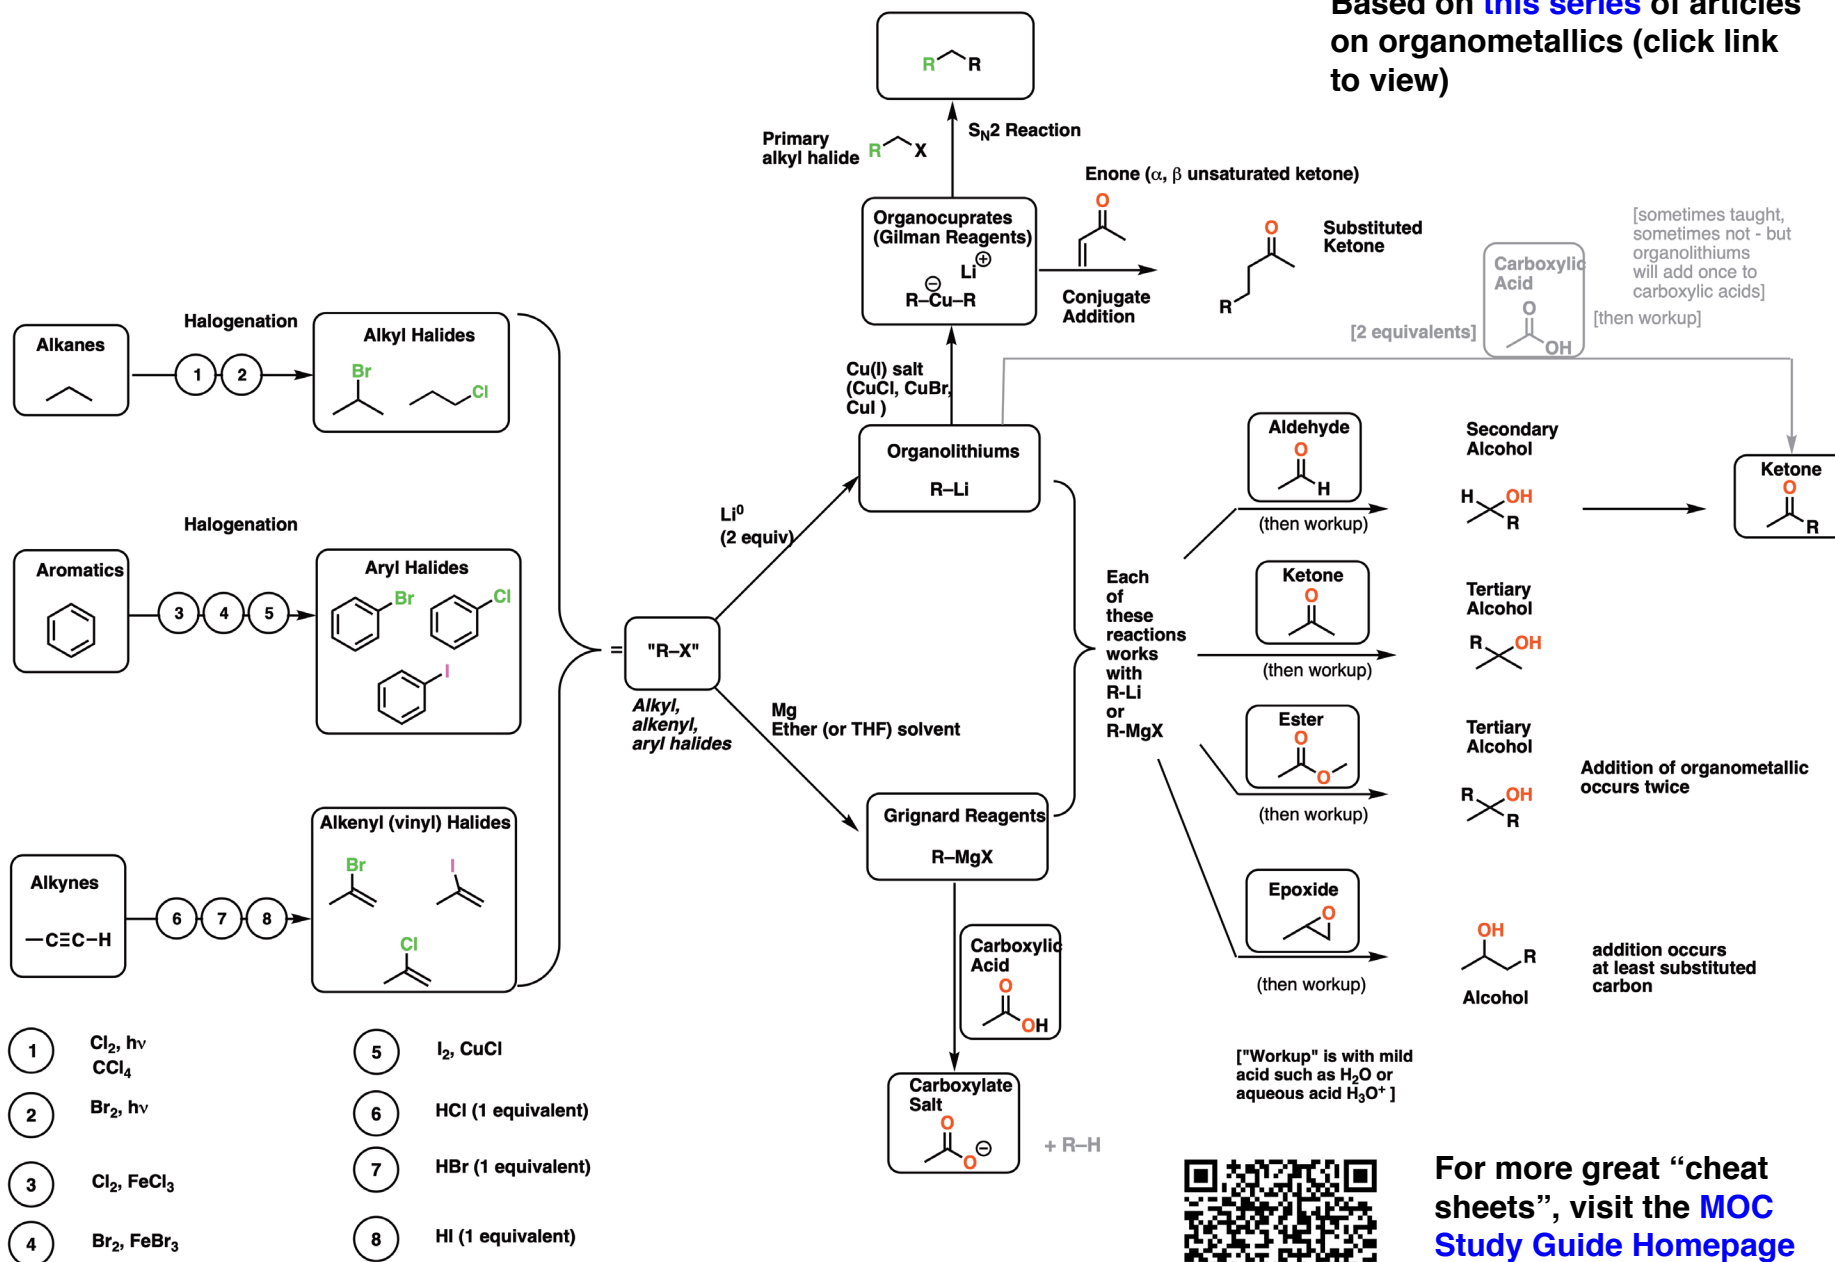 Based on this series of articles
on organometallics (click link
to view)
R R
Primary
alkyl halide
R X
S_N2 Reaction
Enone (α, β unsaturated ketone)
O
Organocuprates
(Gilman Reagents)
Li⊕
⊖
R–Cu–R
Conjugate
Addition
O
R
Substituted
Ketone
[sometimes taught,
sometimes not - but
organolithiums
will add once to
carboxylic acids]
Carboxylic
Acid
O
OH
[2 equivalents]
[then workup]
Cu(I) salt
(CuCl, CuBr,
CuI )
Alkanes
Halogenation
1 2
Alkyl Halides
Br
Cl
Organolithiums
R–Li
Li⁰
(2 equiv)
Aromatics
Halogenation
3 4 5
Aryl Halides
Br
Cl
I
=
"R–X"
Alkyl,
alkenyl,
aryl halides
Mg
Ether (or THF) solvent
Grignard Reagents
R–MgX
Alkynes
C≡C–H
6 7 8
Alkenyl (vinyl) Halides
Br
I
Cl
Each
of
these
reactions
works
with
R-Li
or
R-MgX
Aldehyde
O
H
(then workup)
Secondary
Alcohol
H OH
R
Ketone
O
R
Ketone
O
(then workup)
Tertiary
Alcohol
R OH
Ester
O
O
(then workup)
Tertiary
Alcohol
R OH
R
Addition of organometallic
occurs twice
Epoxide
O
(then workup)
OH
R
Alcohol
addition occurs
at least substituted
carbon
Carboxylic
Acid
O
OH
Carboxylate
Salt
O
O⊖
+ R–H
["Workup" is with mild
acid such as H₂O or
aqueous acid H₃O⁺ ]
1 Cl₂, hν
CCl₄
2 Br₂, hν
3 Cl₂, FeCl₃
4 Br₂, FeBr₃
5 I₂, CuCl
6 HCl (1 equivalent)
7 HBr (1 equivalent)
8 HI (1 equivalent)
For more great “cheat
sheets”, visit the MOC
Study Guide Homepage